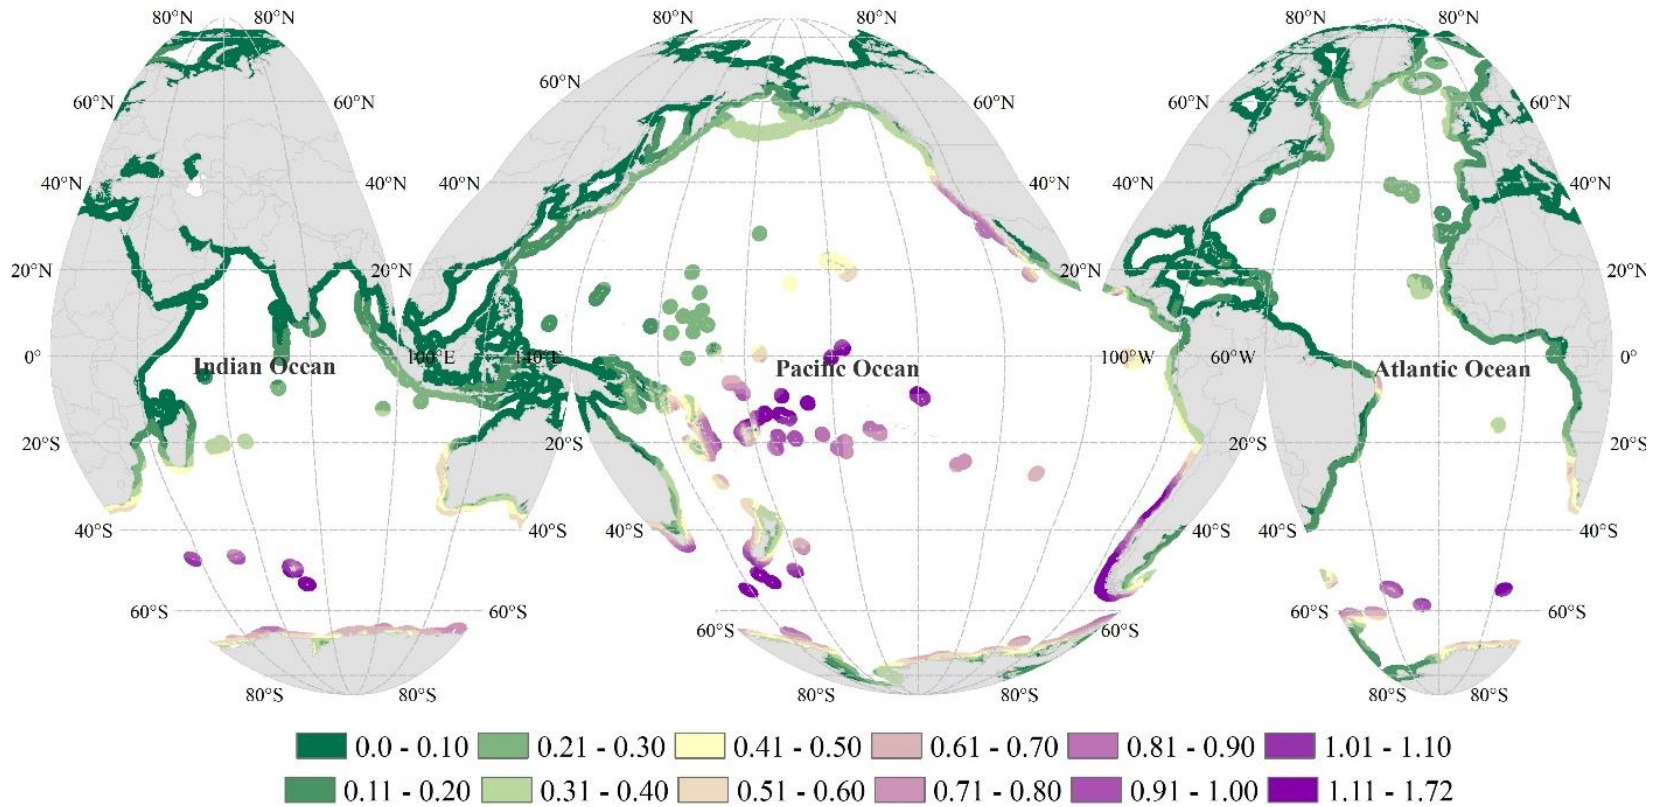 80°N 80°N 80°N 80°N 80°N 80°N
60°N 60°N 60°N 60°N 60°N 60°N
40°N 40°N 40°N 40°N 40°N 40°N
20°N 20°N 20°N 20°N
0° 100°E 140°E 100°W 60°W 0°
Indian Ocean Pacific Ocean Atlantic Ocean
20°S 20°S 20°S 20°S
40°S 40°S 40°S 40°S 40°S 40°S
60°S 60°S 60°S 60°S 60°S 60°S
80°S 80°S 80°S 80°S 80°S 80°S
0.0 - 0.10 0.21 - 0.30 0.41 - 0.50 0.61 - 0.70 0.81 - 0.90 1.01 - 1.10
0.11 - 0.20 0.31 - 0.40 0.51 - 0.60 0.71 - 0.80 0.91 - 1.00 1.11 - 1.72